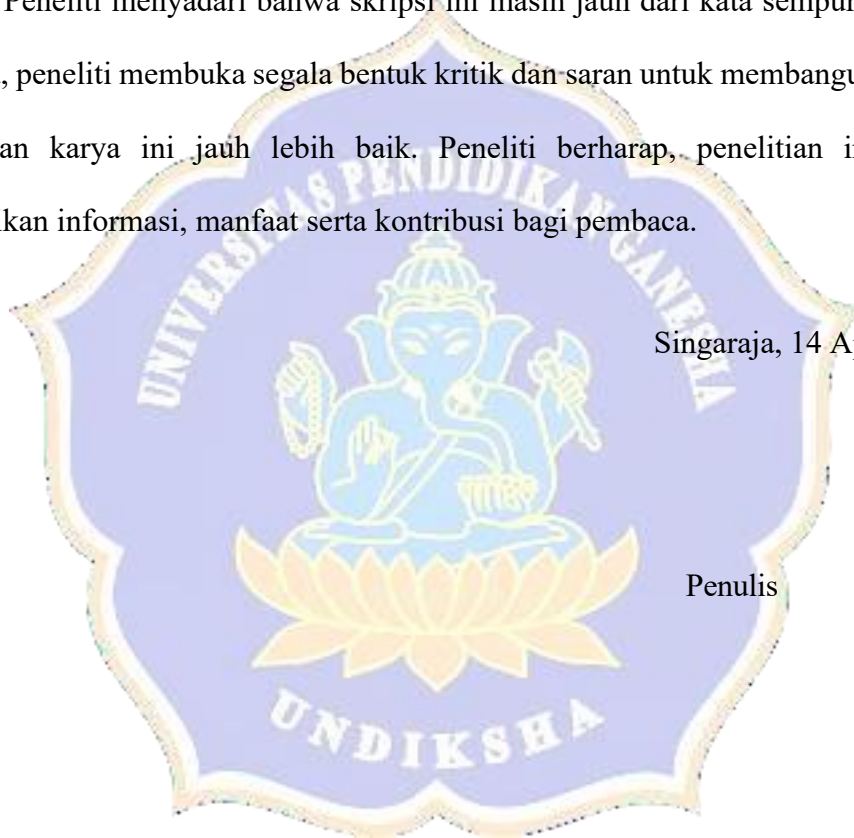 Peneliti menyadari bahwa skripsi ini masih jauh dari kata sempur
, peneliti membuka segala bentuk kritik dan saran untuk membangu
an karya ini jauh lebih baik. Peneliti berharap, penelitian i
kan informasi, manfaat serta kontribusi bagi pembaca.
UNIVERSITAS PENDIDIKAN GANESHA
Singaraja, 14 A
Penulis
UNDIKSHA